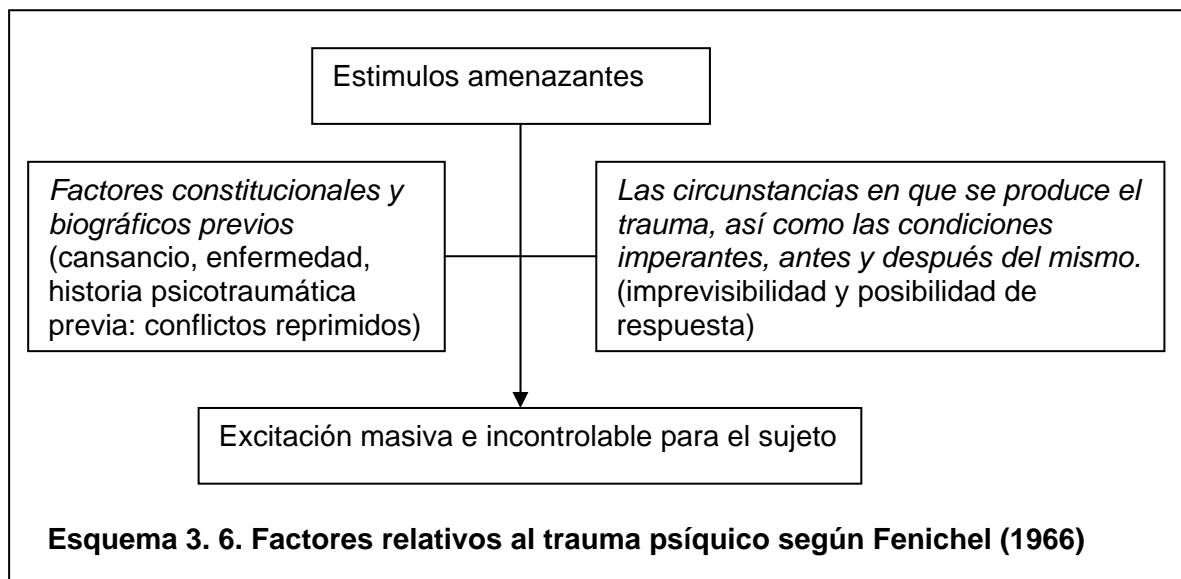 Estimulos amenazantes
Factores constitucionales y
biográficos previos
(cansancio, enfermedad,
historia psicotraumática
previa: conflictos reprimidos)
Las circunstancias en que se produce el
trauma, así como las condiciones
imperantes, antes y después del mismo.
(imprevisibilidad y posibilidad de
respuesta)
Excitación masiva e incontrolable para el sujeto
Esquema 3. 6. Factores relativos al trauma psíquico según Fenichel (1966)